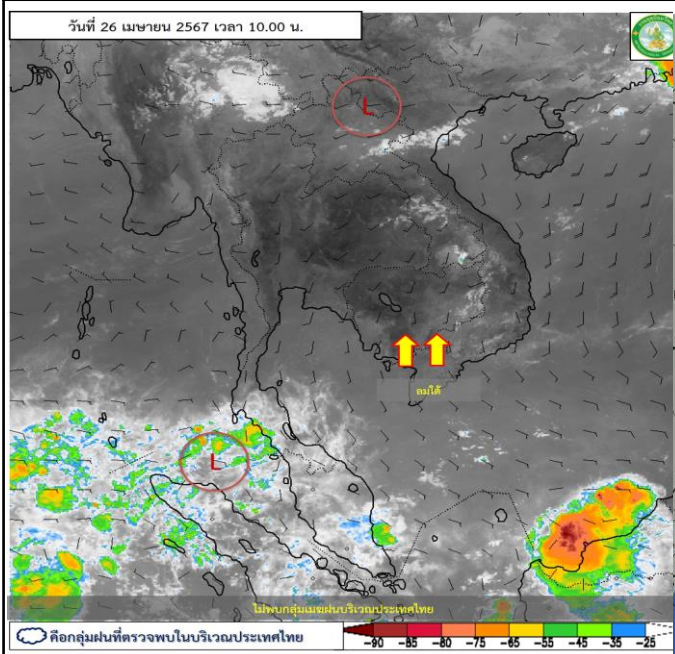 วันที่ 26 เมษายน 2567 เวลา 10.00 น.
L
ลมใต้
L
ไม่พบกลุ่มเมฆฝนบริเวณประเทศไทย
คือกลุ่มฝนที่ตรวจพบในบริเวณประเทศไทย
-90 -85 -80 -75 -65 -55 -45 -35 -25